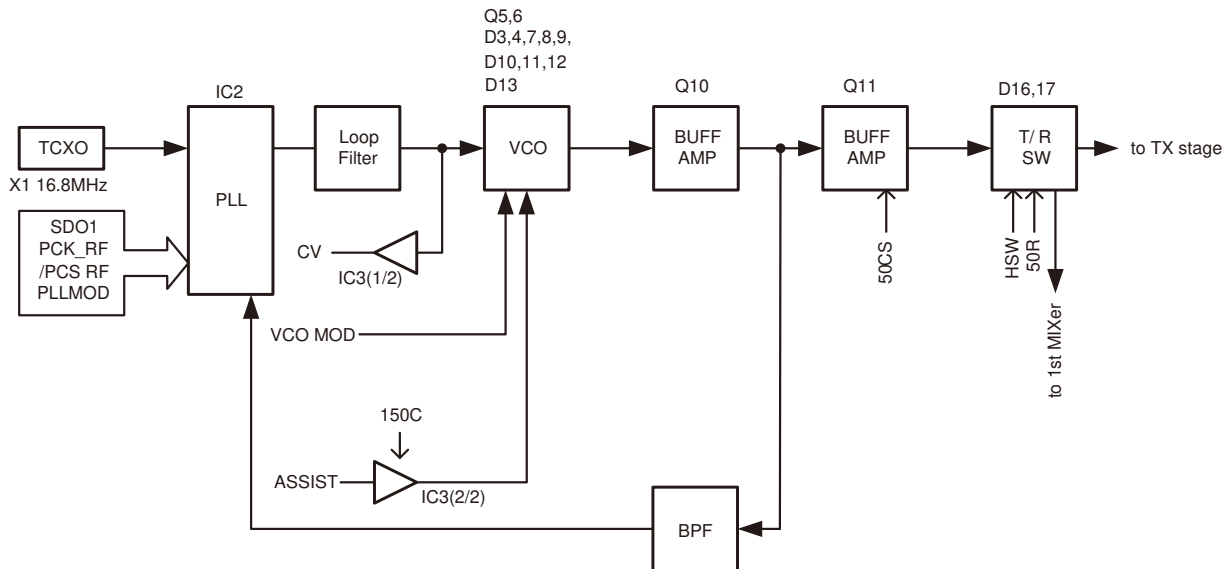 Q5,6
D3,4,7,8,9,
D10,11,12
D13
IC2
Q10
Q11
D16,17
TCXO
X1 16.8MHz
PLL
Loop
Filter
VCO
BUFF
AMP
BUFF
AMP
T/ R
SW
to TX stage
SDO1
PCK_RF
/PCS RF
PLLMOD
CV
IC3(1/2)
50CS
HSW
50R
VCO MOD
to 1st MIXer
150C
ASSIST
IC3(2/2)
BPF